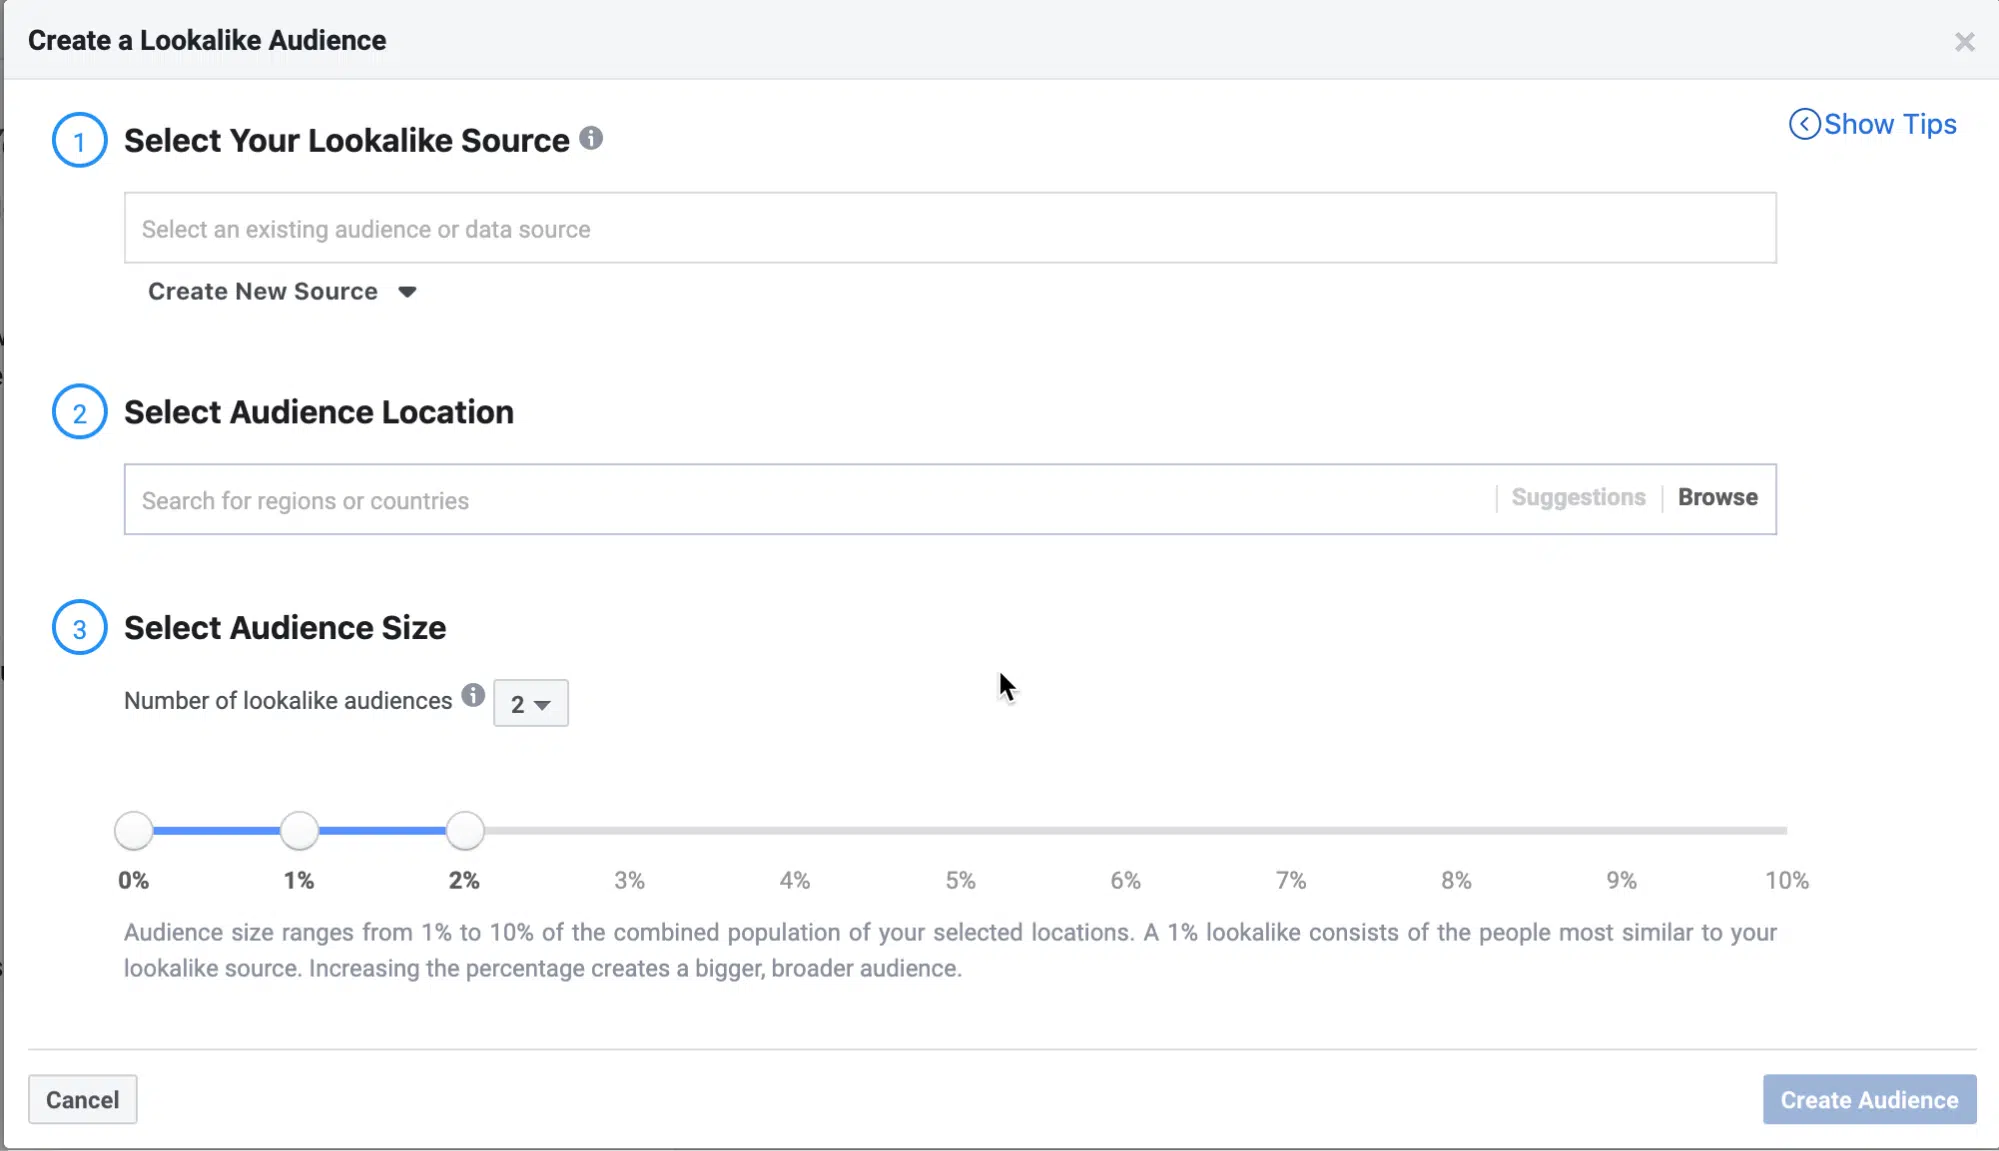 Create a Lookalike Audience
1 Select Your Lookalike Source
Show Tips
Select an existing audience or data source
Create New Source
2 Select Audience Location
Search for regions or countries Suggestions Browse
3 Select Audience Size
Number of lookalike audiences 2
0% 1% 2% 3% 4% 5% 6% 7% 8% 9% 10%
Audience size ranges from 1% to 10% of the combined population of your selected locations. A 1% lookalike consists of the people most similar to your
lookalike source. Increasing the percentage creates a bigger, broader audience.
Cancel Create Audience